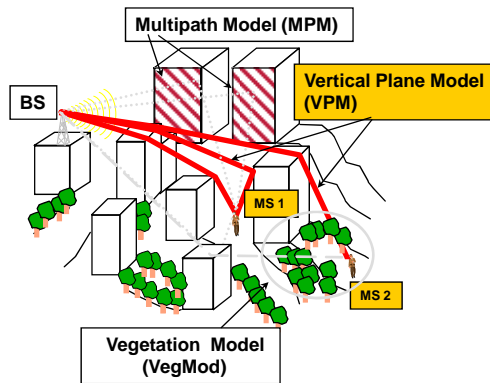 Multipath Model (MPM)
BS
Vertical Plane Model
(VPM)
MS 1
MS 2
Vegetation Model
(VegMod)